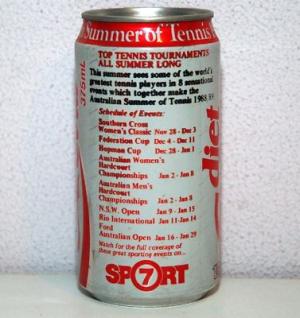 Summer of Tennis
TOP TENNIS TOURNAMENTS
ALL SUMMER LONG
This summer sees some of the world's
greatest tennis players in 8 sensational
events which together make the
Australian Summer of Tennis 1988/89.
Schedule of Events:
Southern Cross
Women's Classic Nov 28 - Dec 3
Federation Cup Dec 4 - Dec 11
Hopman Cup Dec 28 - Jan 1
Australian Women's
Hardcourt
Championships Jan 2 - Jan 8
Australian Men's
Hardcourt
Championships Jan 2 - Jan 8
N.S.W. Open Jan 9 - Jan 15
Rio International Jan 11-Jan 14
Ford
Australian Open Jan 16 - Jan 29
Watch for the full coverage of
these great sporting events on...
SP7RT
375mL
diet